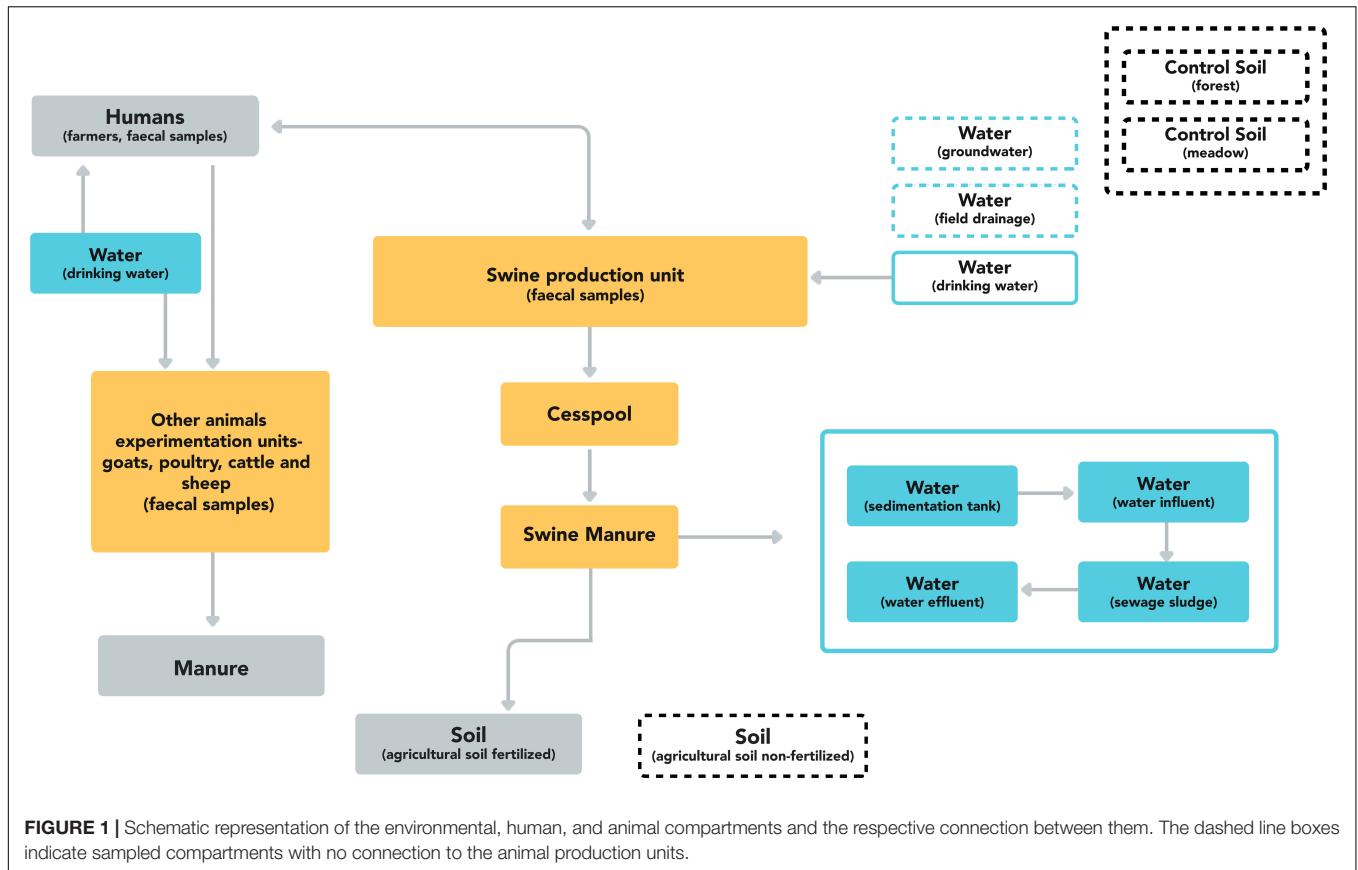 Humans
(farmers, faecal samples)
Water
(drinking water)
Other animals
experimentation units-
goats, poultry, cattle and
sheep
(faecal samples)
Manure
Swine production unit
(faecal samples)
Cesspool
Swine Manure
Soil
(agricultural soil fertilized)
Soil
(agricultural soil non-fertilized)
Water
(groundwater)
Water
(field drainage)
Water
(drinking water)
Control Soil
(forest)
Control Soil
(meadow)
Water
(sedimentation tank)
Water
(water influent)
Water
(water effluent)
Water
(sewage sludge)
FIGURE 1 | Schematic representation of the environmental, human, and animal compartments and the respective connection between them. The dashed line boxes
indicate sampled compartments with no connection to the animal production units.